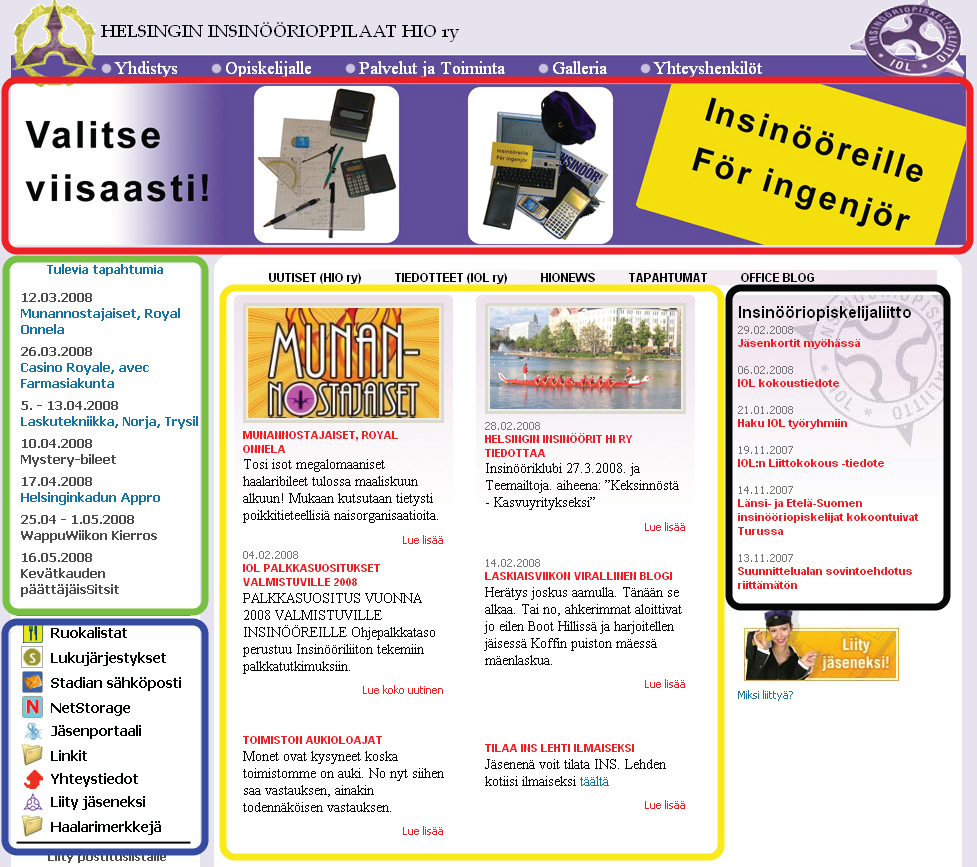 HELSINGIN INSINÖÖRIOPPILAAT HIO ry
INSINÖÖRIOPISKELIJALIITTO
IOL
Yhdistys
Opiskelijalle
Palvelut ja Toiminta
Galleria
Yhteyshenkilöt
Valitse
viisaasti!
Insinööreille
För ingenjör
INSINÖÖR!
Insinööreille
För ingenjör
Tulevia tapahtumia
12.03.2008
Munannostajaiset, Royal
Onnela
26.03.2008
Casino Royale, avec
Farmasiakunta
5. - 13.04.2008
Laskutekniikka, Norja, Trysil
10.04.2008
Mystery-bileet
17.04.2008
Helsinginkadun Appro
25.04 - 1.05.2008
WappuWiikon Kierros
16.05.2008
Kevätkauden
päättäjäisSitsit
Ruokalistat
Lukujärjestykset
Stadian sähköposti
NetStorage
Jäsenportaali
Linkit
Yhteystiedot
Liity jäseneksi
Haalarimerkkejä
Liity postituslistalle
UUTISET (HIO ry)
TIEDOTTEET (IOL ry)
HIONEWS
TAPAHTUMAT
OFFICE BLOG
MUNAN-
NOSTAJAISET
MUNANNOSTAJAISET, ROYAL
ONNELA
Tosi isot megalomaaniset
haalaribileet tulossa maaliskuun
alkuun! Mukaan kutsutaan tietysti
poikkitieteellisiä naisorganisaatioita.
Lue lisää
04.02.2008
IOL PALKKASUOSITUKSET
VALMISTUVILLE 2008
PALKKASUOSITUS VUONNA
2008 VALMISTUVILLE
INSINÖÖREILLE Ohjepalkkataso
perustuu Insinööriliiton tekemiin
palkkatutkimuksiin.
Lue koko uutinen
TOIMISTON AUKIOLOAJAT
Monet ovat kysyneet koska
toimistomme on auki. No nyt siihen
saa vastauksen, ainakin
todennäköisen vastauksen.
Lue lisää
28.02.2008
HELSINGIN INSINÖÖRIT HI RY
TIEDOTTAA
Insinööriklubi 27.3.2008. ja
Teemailtoja. aiheena: ”Keksinnöstä
- Kasvuyritykseksi”
Lue lisää
14.02.2008
LASKIAISVIIKON VIRALLINEN BLOGI
Herätys joskus aamulla. Tänään se
alkaa. Tai no, ahkerimmat aloittivat
jo eilen Boot Hillissä ja harjoitellen
jäisessä Koffin puiston mäessä
mäenlaskua.
Lue lisää
TILAA INS LEHTI ILMAISEKSI
Jäsenenä voit tilata INS. Lehden
kotiisi ilmaiseksi täältä
Lue lisää
Insinööriopiskelijaliitto
29.02.2008
Jäsenkortit myöhässä
06.02.2008
IOL kokoustiedote
21.01.2008
Haku IOL työryhmiin
19.11.2007
IOL:n Liittokokous -tiedote
14.11.2007
Länsi- ja Etelä-Suomen
insinööriopiskelijat kokoontuivat
Turussa
13.11.2007
Suunnittelualan sovintoehdotus
riittämätön
INSINÖÖRIOPISKELIJALIITTO
IOL
Liity
jäseneksi!
Miksi liittyä?